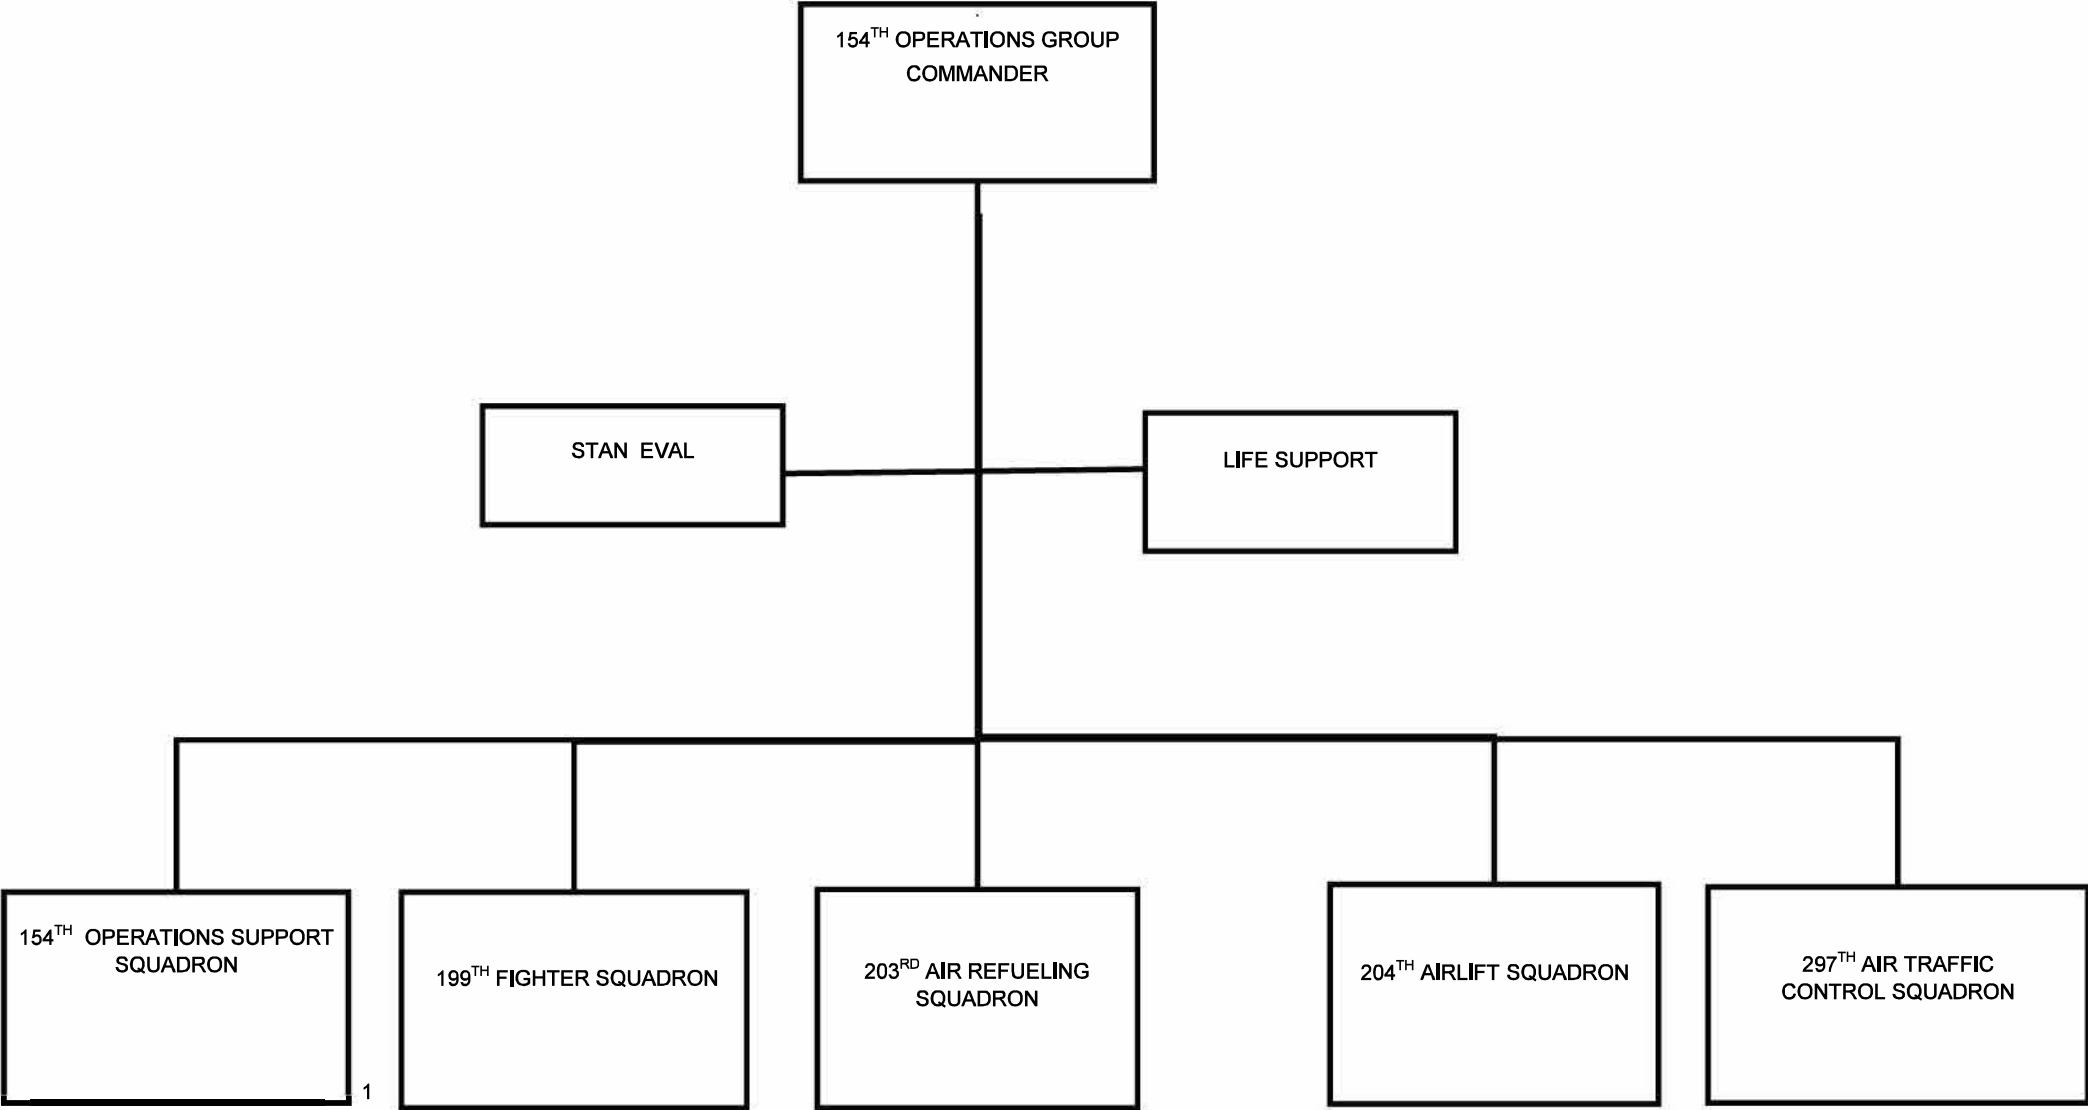 154TH OPERATIONS GROUP
COMMANDER
STAN EVAL
LIFE SUPPORT
154TH OPERATIONS SUPPORT
SQUADRON
199TH FIGHTER SQUADRON
203RD AIR REFUELING
SQUADRON
204TH AIRLIFT SQUADRON
297TH AIR TRAFFIC
CONTROL SQUADRON
1